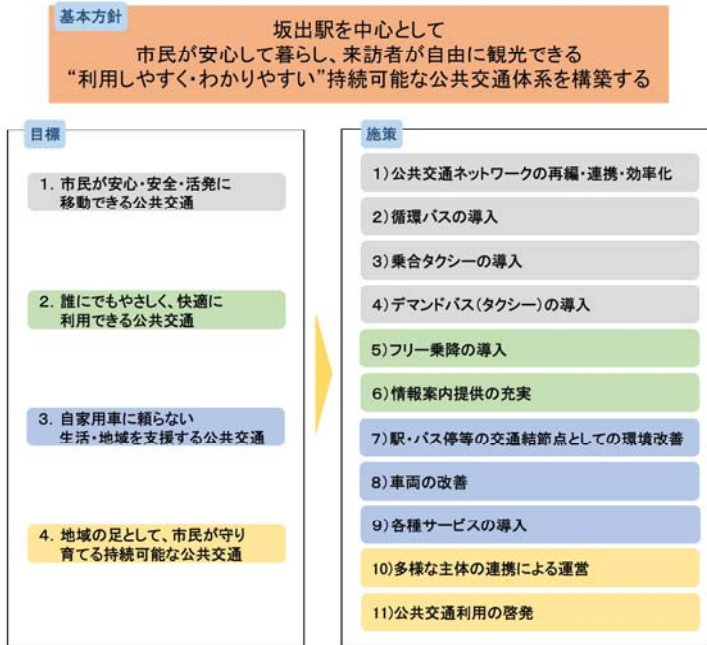 基本方針
坂出駅を中心として
市民が安心して暮らし、来訪者が自由に観光できる
“利用しやすく・わかりやすい”持続可能な公共交通体系を構築する
目標
1. 市民が安心・安全・活発に
移動できる公共交通
2. 誰にでもやさしく、快適に
利用できる公共交通
3. 自家用車に頼らない
生活・地域を支援する公共交通
4. 地域の足として、市民が守り
育てる持続可能な公共交通
施策
1)公共交通ネットワークの再編・連携・効率化
2)循環バスの導入
3)乗合タクシーの導入
4)デマンドバス(タクシー)の導入
5)フリー乗降の導入
6)情報案内提供の充実
7)駅・バス停等の交通結節点としての環境改善
8)車両の改善
9)各種サービスの導入
10)多様な主体の連携による運営
11)公共交通利用の啓発